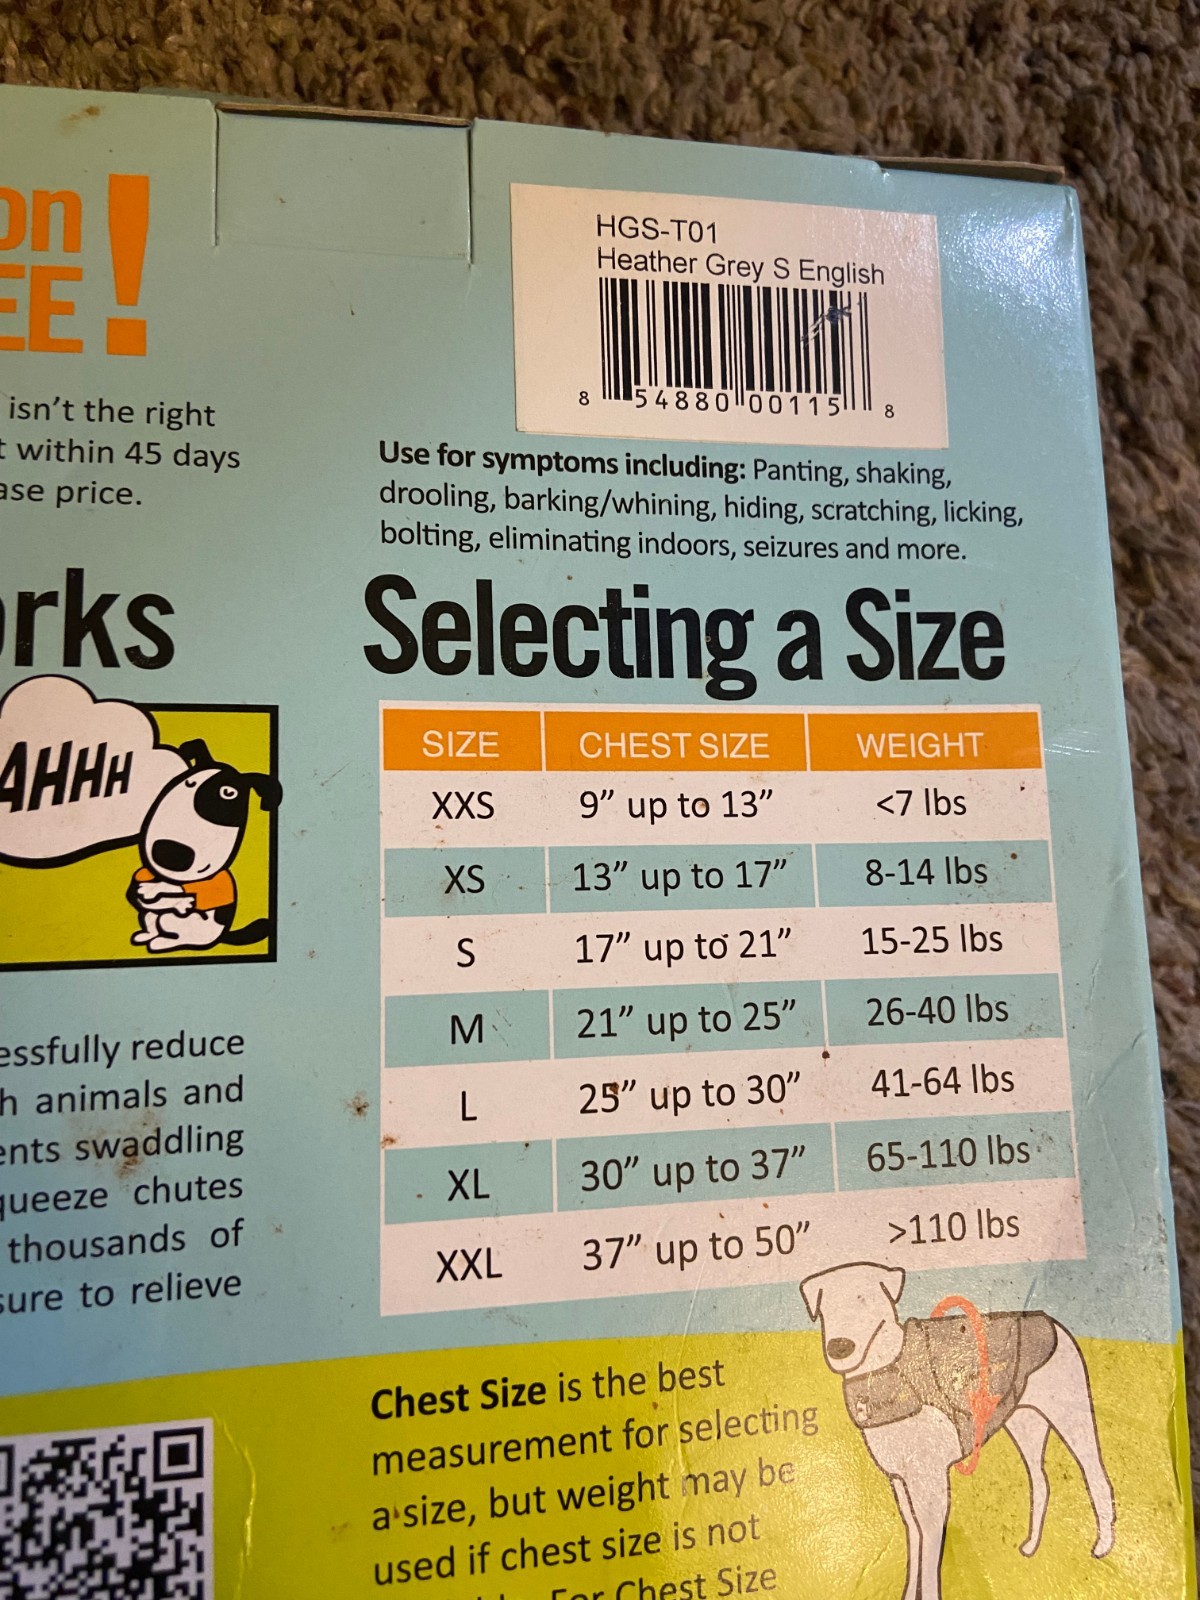 on
EE!
isn't the right
within 45 days
ase price.
orks
AHHH
essfully reduce
h animals and
ents swaddling
queeze chutes
thousands of
sure to relieve
HGS-T01
Heather Grey S English
8 54880 00115 8
Use for symptoms including: Panting, shaking,
drooling, barking/whining, hiding, scratching, licking,
bolting, eliminating indoors, seizures and more.
Selecting a Size
SIZE CHEST SIZE WEIGHT
XXS 9” up to 13” <7 lbs
XS 13” up to 17” 8-14 lbs
S 17” up to 21” 15-25 lbs
M 21” up to 25” 26-40 lbs
L 25” up to 30” 41-64 lbs
XL 30” up to 37” 65-110 lbs
XXL 37” up to 50” >110 lbs
Chest Size is the best
measurement for selecting
a size, but weight may be
used if chest size is not
For Chest Size